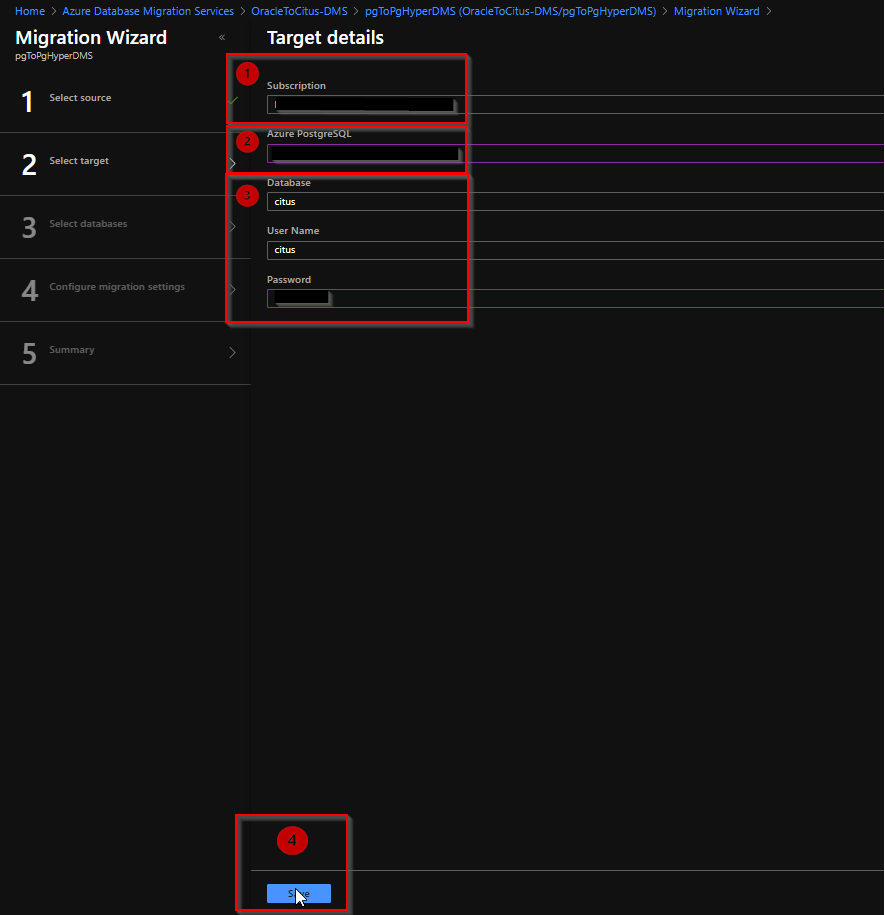 Home > Azure Database Migration Services > OracleToCitus-DMS > pgToPgHyperDMS (OracleToCitus-DMS/pgToPgHyperDMS) > Migration Wizard >
Migration Wizard «
pgToPgHyperDMS
1 Select source
2 Select target
3 Select databases
4 Configure migration settings
5 Summary
Target details
1
Subscription
2
Azure PostgreSQL
3
Database
citus
User Name
citus
Password
4